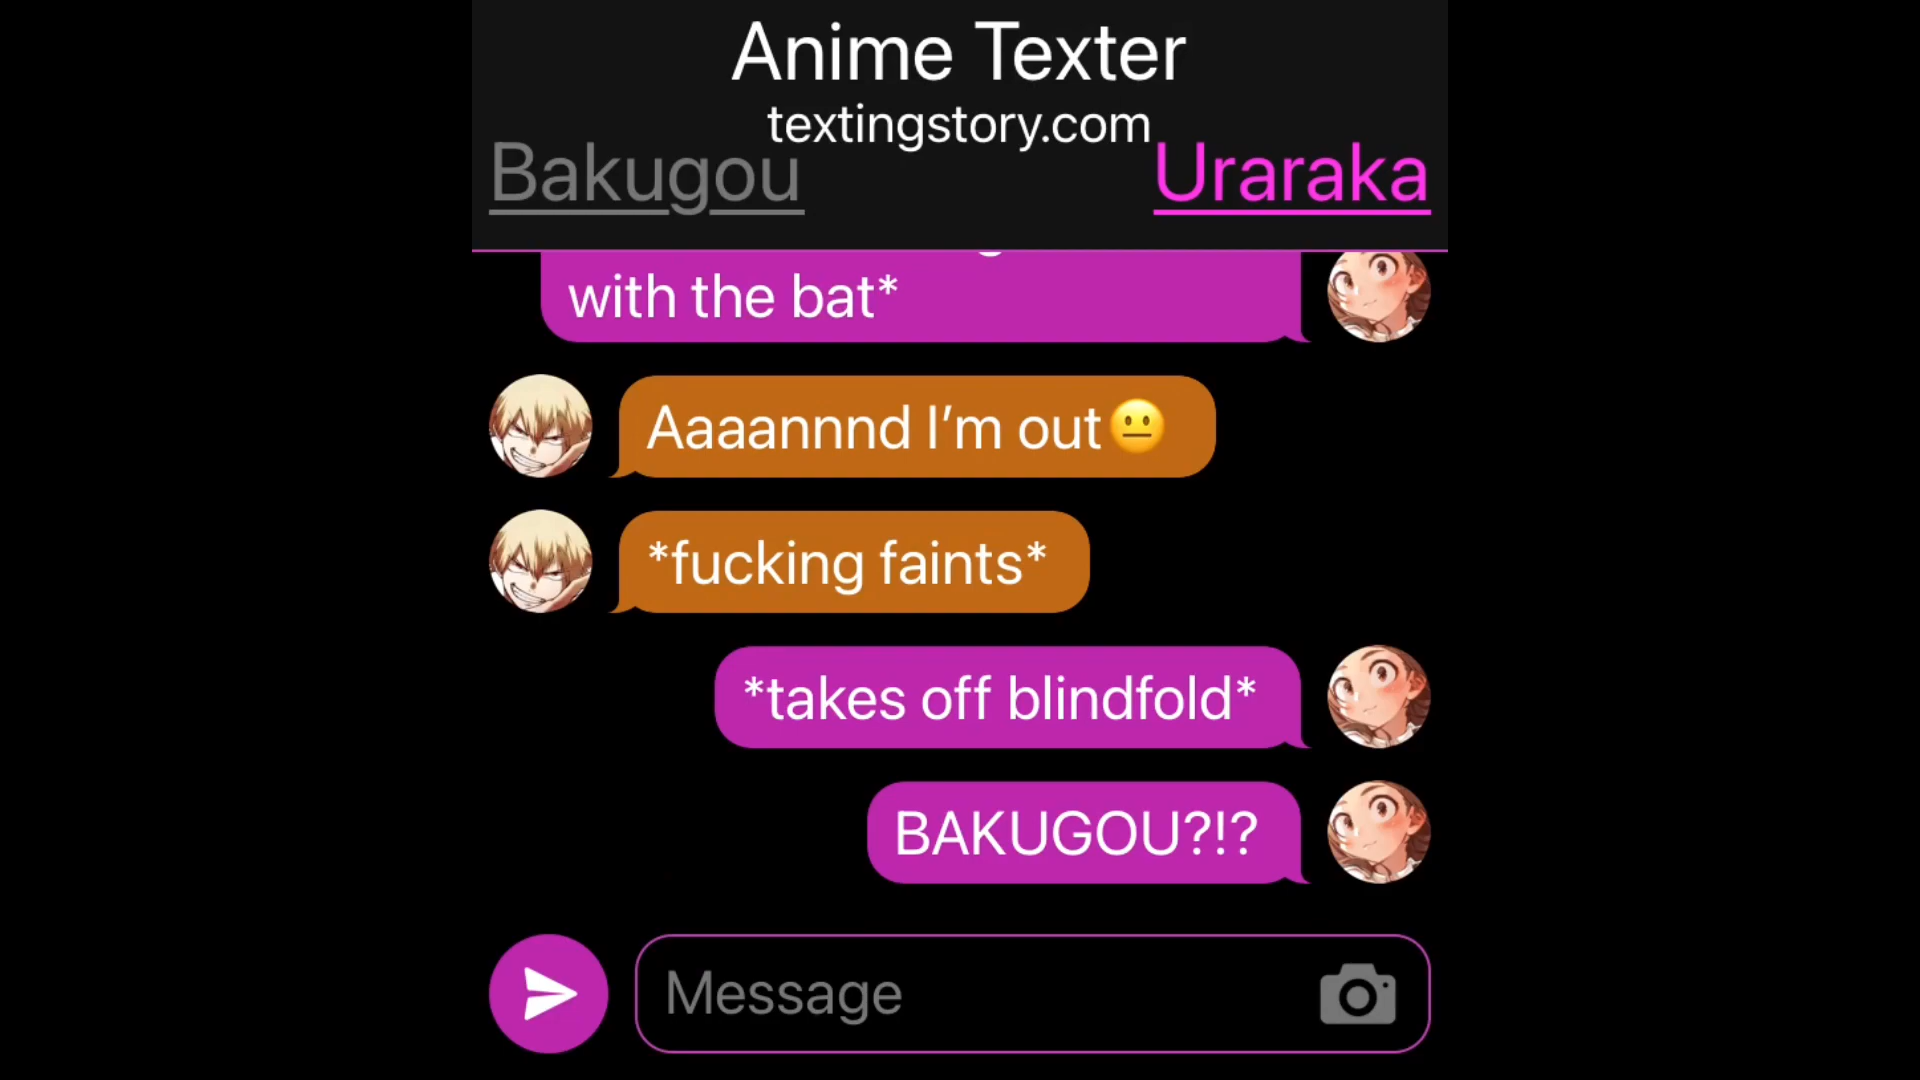 Anime Texter
textingstory.com
Bakugou
Uraraka
with the bat*
Aaaannnd I’m out😐
*fucking faints*
*takes off blindfold*
BAKUGOU?!?
Message